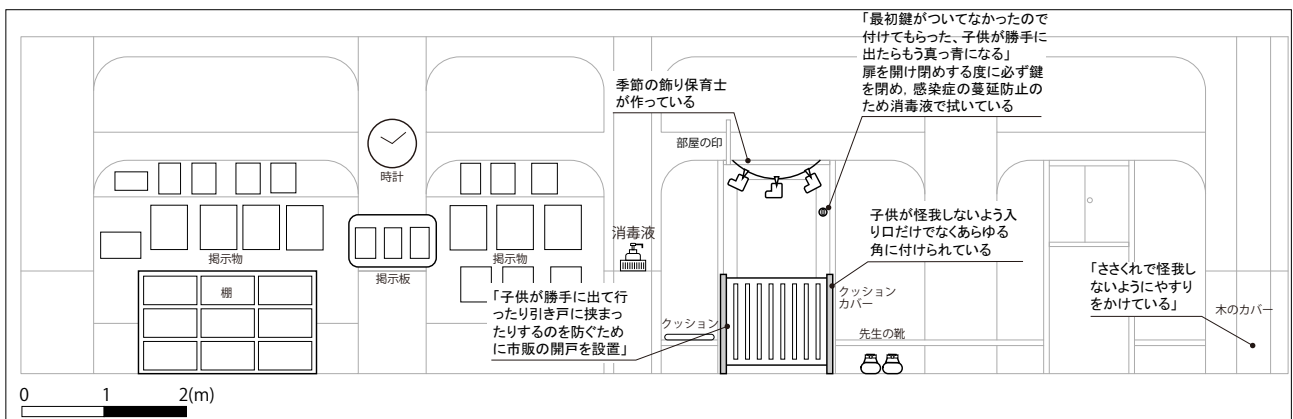 「最初鍵がついてなかったので
付けてもらった、子供が勝手に
出たらもう真っ青になる」
扉を開け閉めする度に必ず鍵
を閉め, 感染症の蔓延防止の
ため消毒液で拭いている
季節の飾り保育士
が作っている
部屋の印
時計
消毒液
子供が怪我しないよう入
り口だけでなくあらゆる
角に付けられている
掲示物
掲示板
掲示物
「ささくれで怪我し
ないようにやすり
をかけている」
棚
「子供が勝手に出て行
ったり引き戸に挟まっ
たりするのを防ぐため
に市販の開戸を設置」
クッション
クッション
カバー
先生の靴
木のカバー
0 1 2(m)